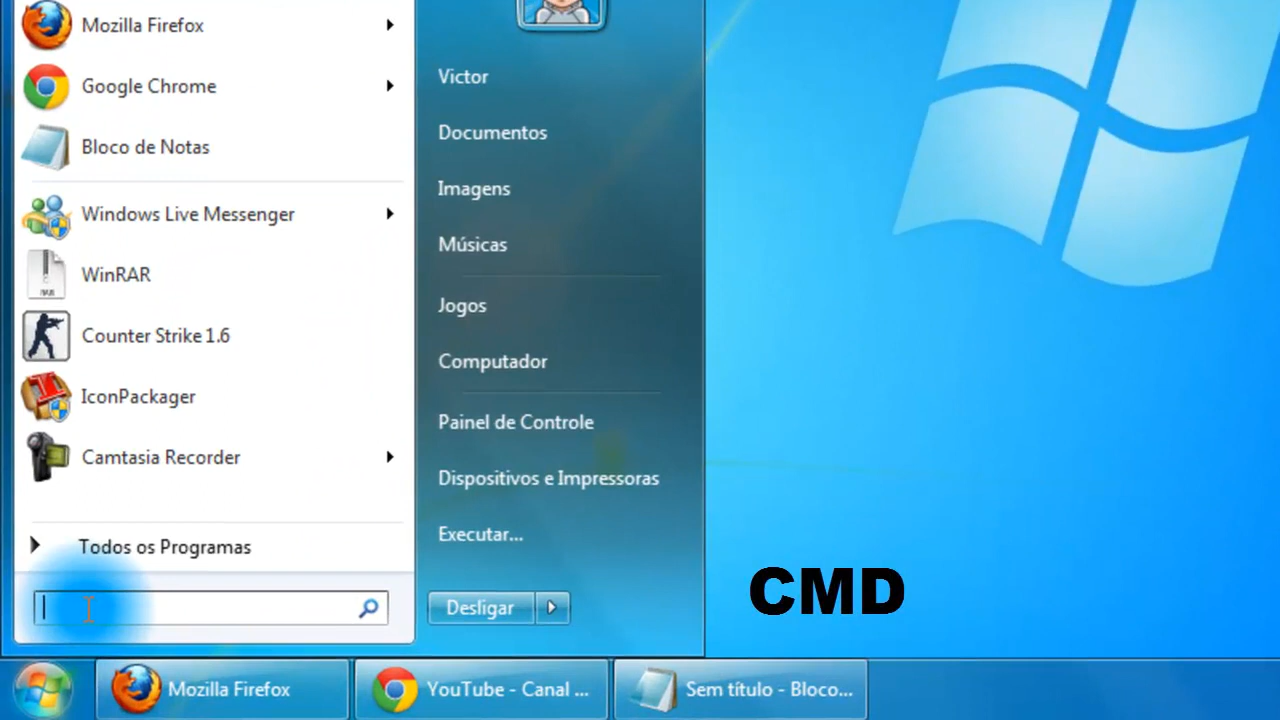 Mozilla Firefox
Google Chrome
Bloco de Notas
Windows Live Messenger
WinRAR
Counter Strike 1.6
IconPackager
Camtasia Recorder
Todos os Programas
Victor
Documentos
Imagens
Músicas
Jogos
Computador
Painel de Controle
Dispositivos e Impressoras
Executar...
Desligar
CMD
Mozilla Firefox
YouTube - Canal ...
Sem título - Bloco...